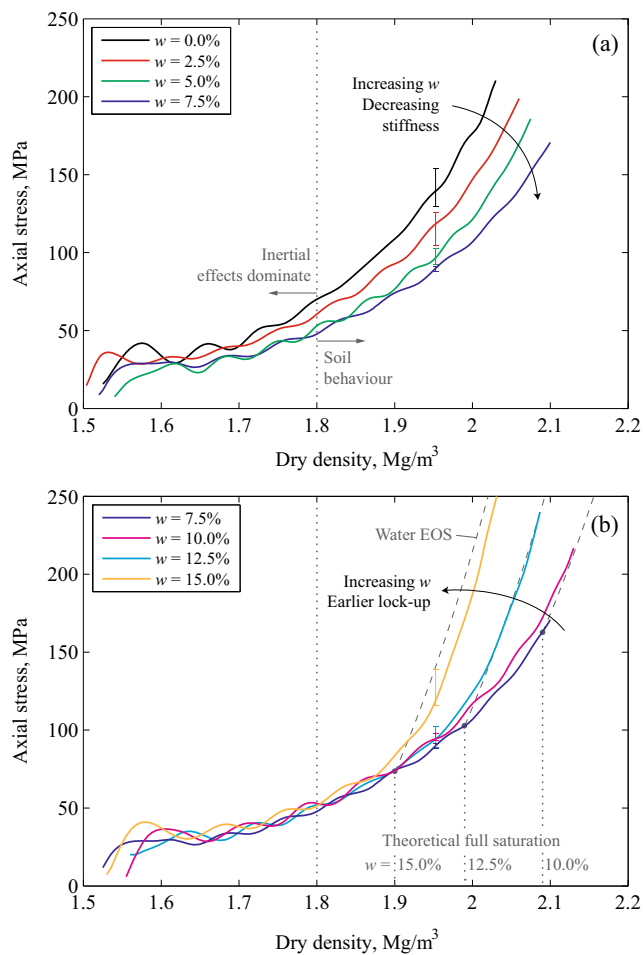 250
200
150
100
50
0
Axial stress, MPa
w = 0.0%
w = 2.5%
w = 5.0%
w = 7.5%
(a)
Increasing w
Decreasing
stiffness
Inertial
effects dominate
Soil
behaviour
1.5 1.6 1.7 1.8 1.9 2 2.1 2.2
Dry density, Mg/m³
250
200
150
100
50
0
Axial stress, MPa
w = 7.5%
w = 10.0%
w = 12.5%
w = 15.0%
(b)
Water EOS
Increasing w
Earlier lock-up
Theoretical full saturation
w = 15.0% 12.5% 10.0%
1.5 1.6 1.7 1.8 1.9 2 2.1 2.2
Dry density, Mg/m³